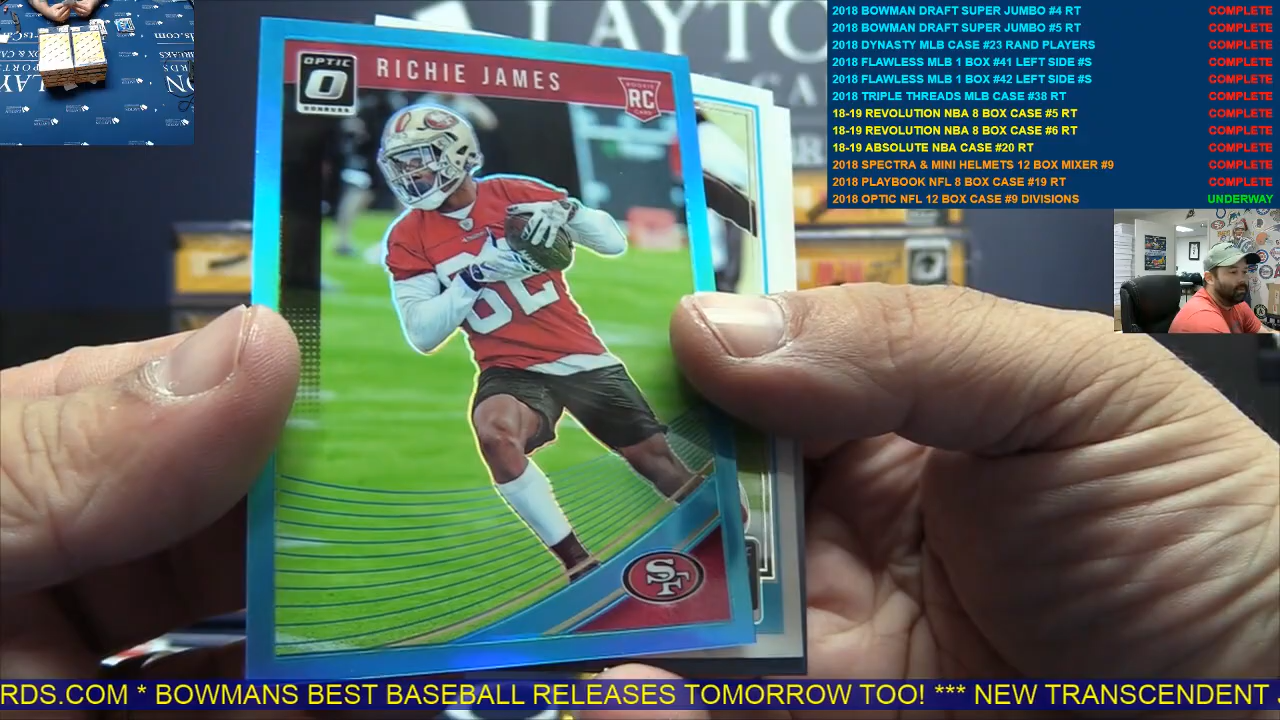 2018 BOWMAN DRAFT SUPER JUMBO #4 RT COMPLETE
2018 BOWMAN DRAFT SUPER JUMBO #5 RT COMPLETE
2018 DYNASTY MLB CASE #23 RAND PLAYERS COMPLETE
2018 FLAWLESS MLB 1 BOX #41 LEFT SIDE #S COMPLETE
2018 FLAWLESS MLB 1 BOX #42 LEFT SIDE #S COMPLETE
2018 TRIPLE THREADS MLB CASE #38 RT COMPLETE
18-19 REVOLUTION NBA 8 BOX CASE #5 RT COMPLETE
18-19 REVOLUTION NBA 8 BOX CASE #6 RT COMPLETE
18-19 ABSOLUTE NBA CASE #20 RT COMPLETE
2018 SPECTRA & MINI HELMETS 12 BOX MIXER #9 COMPLETE
2018 PLAYBOOK NFL 8 BOX CASE #19 RT COMPLETE
2018 OPTIC NFL 12 BOX CASE #9 DIVISIONS UNDERWAY
LAYTO
OPTIC
O
DONRUSS
RICHIE JAMES
ROOKIE
RC
CARD
SF
RDS.COM * BOWMANS BEST BASEBALL RELEASES TOMORROW TOO! *** NEW TRANSCENDENT